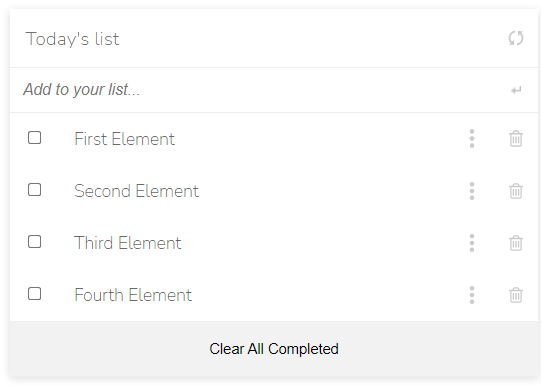 Today's list
Add to your list...
First Element
Second Element
Third Element
Fourth Element
Clear All Completed